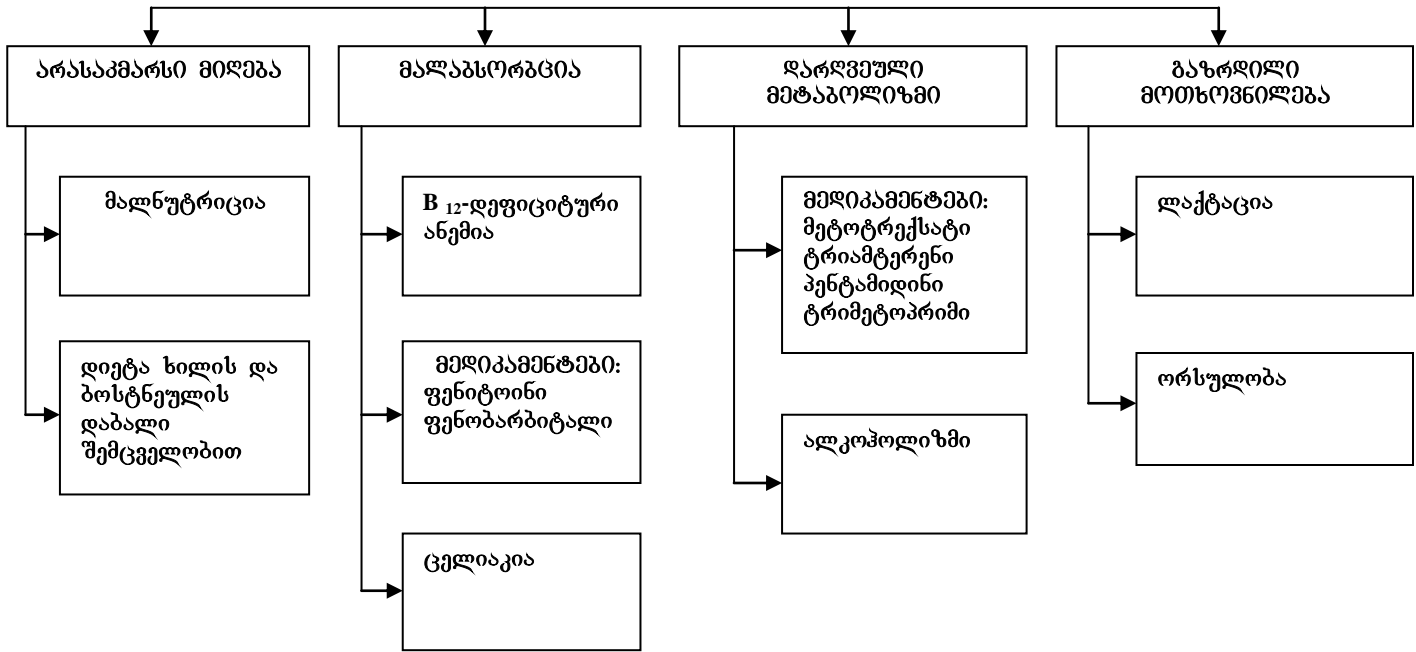 არასაკმარსი მიღება
მალაბსორბცია
დარღვეული
მეტაბოლიზმი
გაზრდილი
მოთხოვნილება
მალნუტრიცია
დიეტა ხილის და
ბოსტნეულის
დაბალი
შემცველობით
B 12-დეფიციტური
ანემია
მედიკამენტები:
ფენიტოინი
ფენობარბიტალი
ცელიაკია
მედიკამენტები:
მეტოტრექსატი
ტრიამტერენი
პენტამიდინი
ტრიმეტოპრიმი
ალკოჰოლიზმი
ლაქტაცია
ორსულობა